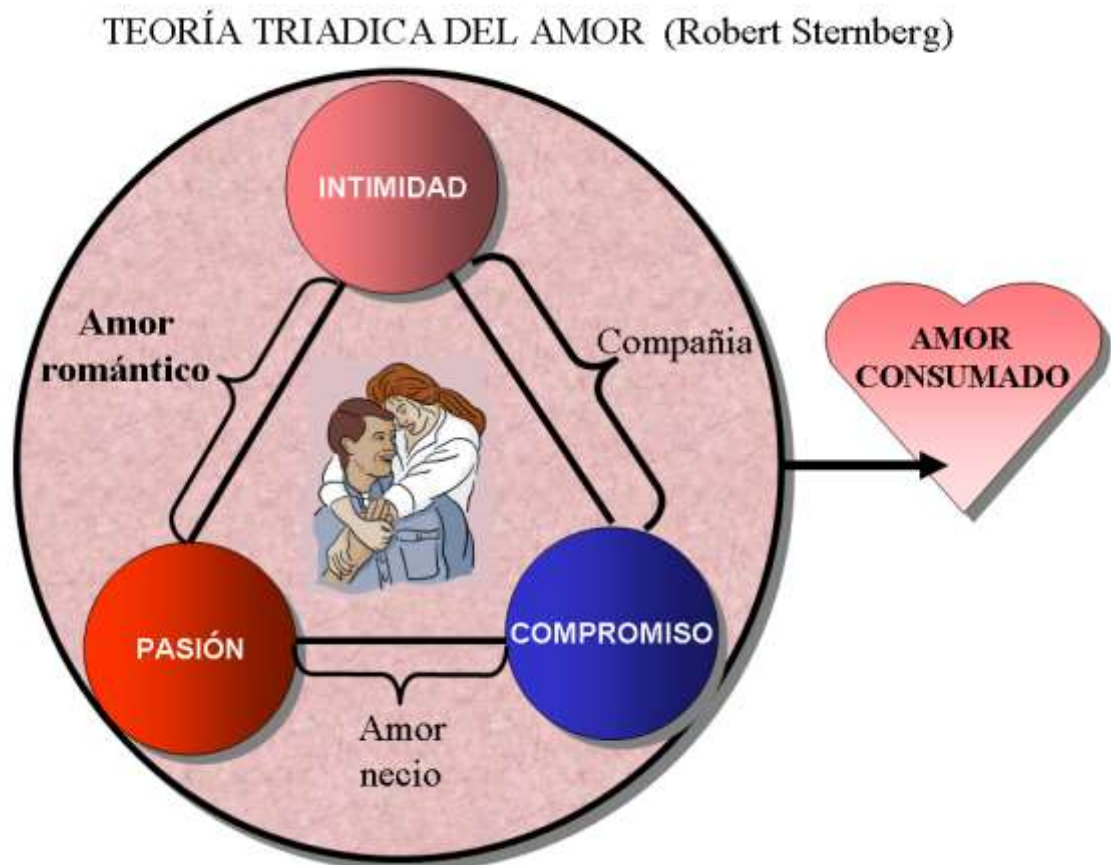 TEORÍA TRIADICA DEL AMOR (Robert Sternberg)
INTIMIDAD
Amor
romántico
Compañia
AMOR
CONSUMADO
PASIÓN
COMPROMISO
Amor
necio